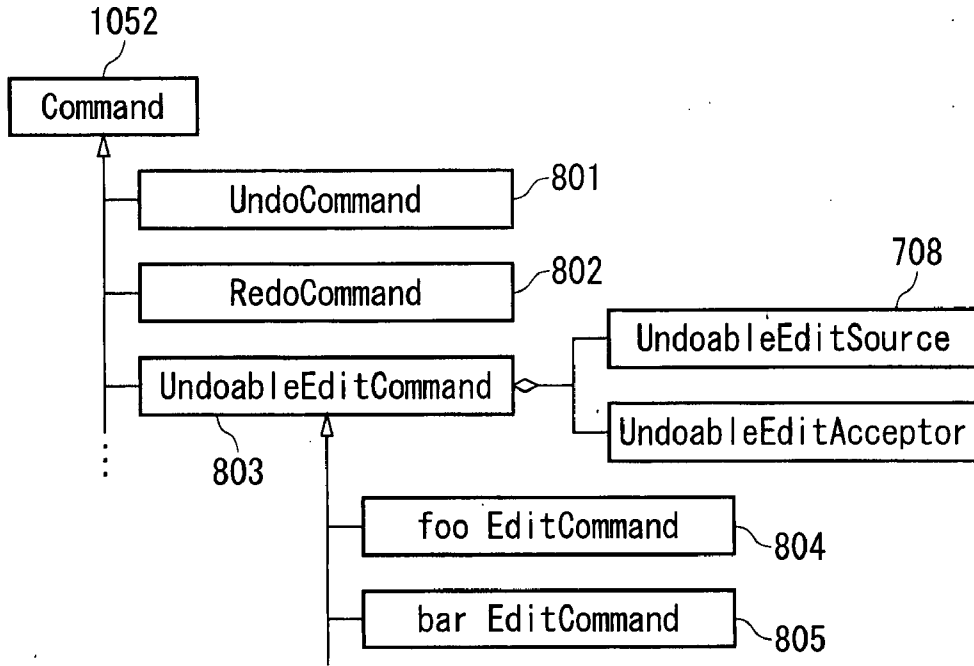 1052
Command
UndoCommand
801
RedoCommand
802
708
UndoableEditSource
UndoableEditCommand
803
UndoableEditAcceptor
foo EditCommand
804
bar EditCommand
805